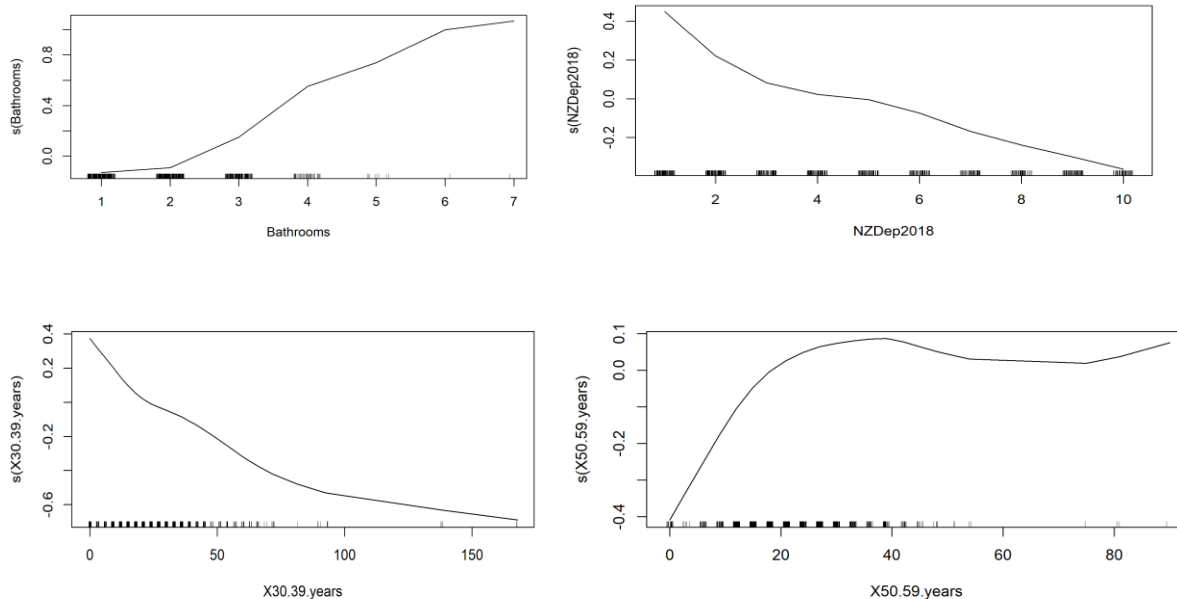 s(Bathrooms)
0.8
0.4
0.0
1 2 3 4 5 6 7
Bathrooms
s(NZDep2018)
0.4
0.2
0.0
-0.2
2 4 6 8 10
NZDep2018
s(X30.39.years)
0.4
0.2
-0.2
-0.6
0 50 100 150
X30.39.years
s(X50.59.years)
0.1
0.0
-0.2
-0.4
0 20 40 60 80
X50.59.years